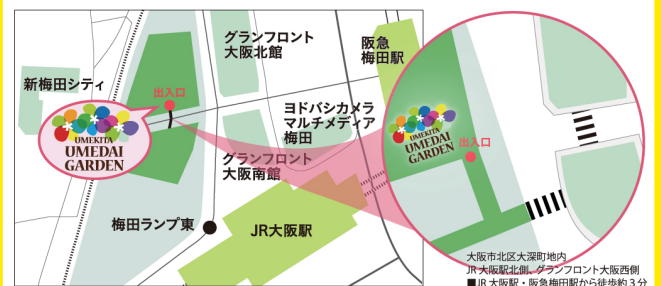 グランフロント
大阪北館
阪急
梅田駅
新梅田シティ
出入口
UMEKITA
UMEDAI
GARDEN
ヨドバシカメラ
マルチメディア
梅田
グランフロント
大阪南館
梅田ランプ東
JR大阪駅
UMEKITA
UMEDAI
GARDEN
出入口
大阪市北区大深町地内
JR大阪駅北側、グランフロント大阪西側
■JR大阪駅・阪急梅田駅から徒歩約3分